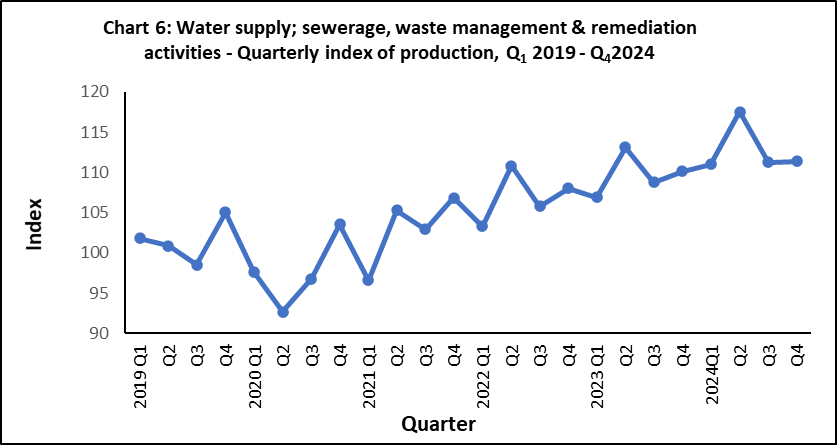 Chart 6: Water supply; sewerage, waste management & remediation
activities - Quarterly index of production, Q1 2019 - Q42024
120
115
110
105
100
95
90
Index
2019 Q1
Q2
Q3
Q4
2020 Q1
Q2
Q3
Q4
2021 Q1
Q2
Q3
Q4
2022 Q1
Q2
Q3
Q4
2023 Q1
Q2
Q3
Q4
2024Q1
Q2
Q3
Q4
Quarter